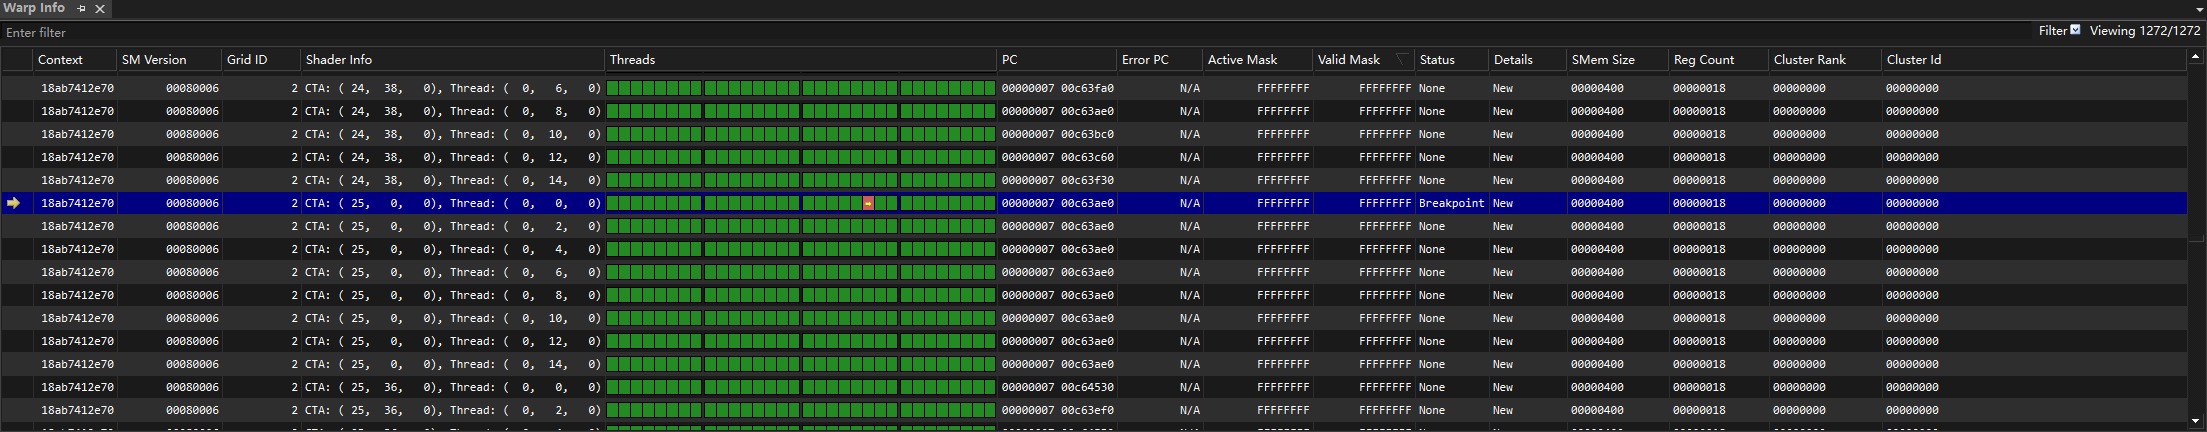 Warp Info
Enter filter
Filter Viewing 1272/1272
Context SM Version Grid ID Shader Info Threads PC Error PC Active Mask Valid Mask Status Details SMem Size Reg Count Cluster Rank Cluster Id
18ab7412e70 00080006 2 CTA: ( 24, 38, 0), Thread: ( 0, 6, 0) 00000007 00c63fa0 N/A FFFFFFFF FFFFFFFF None New 00000400 00000018 00000000 00000000
18ab7412e70 00080006 2 CTA: ( 24, 38, 0), Thread: ( 0, 8, 0) 00000007 00c63ae0 N/A FFFFFFFF FFFFFFFF None New 00000400 00000018 00000000 00000000
18ab7412e70 00080006 2 CTA: ( 24, 38, 0), Thread: ( 0, 10, 0) 00000007 00c63bc0 N/A FFFFFFFF FFFFFFFF None New 00000400 00000018 00000000 00000000
18ab7412e70 00080006 2 CTA: ( 24, 38, 0), Thread: ( 0, 12, 0) 00000007 00c63c60 N/A FFFFFFFF FFFFFFFF None New 00000400 00000018 00000000 00000000
18ab7412e70 00080006 2 CTA: ( 24, 38, 0), Thread: ( 0, 14, 0) 00000007 00c63f30 N/A FFFFFFFF FFFFFFFF None New 00000400 00000018 00000000 00000000
18ab7412e70 00080006 2 CTA: ( 25, 0, 0), Thread: ( 0, 0, 0) 00000007 00c63ae0 N/A FFFFFFFF FFFFFFFF Breakpoint New 00000400 00000018 00000000 00000000
18ab7412e70 00080006 2 CTA: ( 25, 0, 0), Thread: ( 0, 2, 0) 00000007 00c63ae0 N/A FFFFFFFF FFFFFFFF None New 00000400 00000018 00000000 00000000
18ab7412e70 00080006 2 CTA: ( 25, 0, 0), Thread: ( 0, 4, 0) 00000007 00c63ae0 N/A FFFFFFFF FFFFFFFF None New 00000400 00000018 00000000 00000000
18ab7412e70 00080006 2 CTA: ( 25, 0, 0), Thread: ( 0, 6, 0) 00000007 00c63ae0 N/A FFFFFFFF FFFFFFFF None New 00000400 00000018 00000000 00000000
18ab7412e70 00080006 2 CTA: ( 25, 0, 0), Thread: ( 0, 8, 0) 00000007 00c63ae0 N/A FFFFFFFF FFFFFFFF None New 00000400 00000018 00000000 00000000
18ab7412e70 00080006 2 CTA: ( 25, 0, 0), Thread: ( 0, 10, 0) 00000007 00c63ae0 N/A FFFFFFFF FFFFFFFF None New 00000400 00000018 00000000 00000000
18ab7412e70 00080006 2 CTA: ( 25, 0, 0), Thread: ( 0, 12, 0) 00000007 00c63ae0 N/A FFFFFFFF FFFFFFFF None New 00000400 00000018 00000000 00000000
18ab7412e70 00080006 2 CTA: ( 25, 0, 0), Thread: ( 0, 14, 0) 00000007 00c63ae0 N/A FFFFFFFF FFFFFFFF None New 00000400 00000018 00000000 00000000
18ab7412e70 00080006 2 CTA: ( 25, 36, 0), Thread: ( 0, 0, 0) 00000007 00c64530 N/A FFFFFFFF FFFFFFFF None New 00000400 00000018 00000000 00000000
18ab7412e70 00080006 2 CTA: ( 25, 36, 0), Thread: ( 0, 2, 0) 00000007 00c63ef0 N/A FFFFFFFF FFFFFFFF None New 00000400 00000018 00000000 00000000